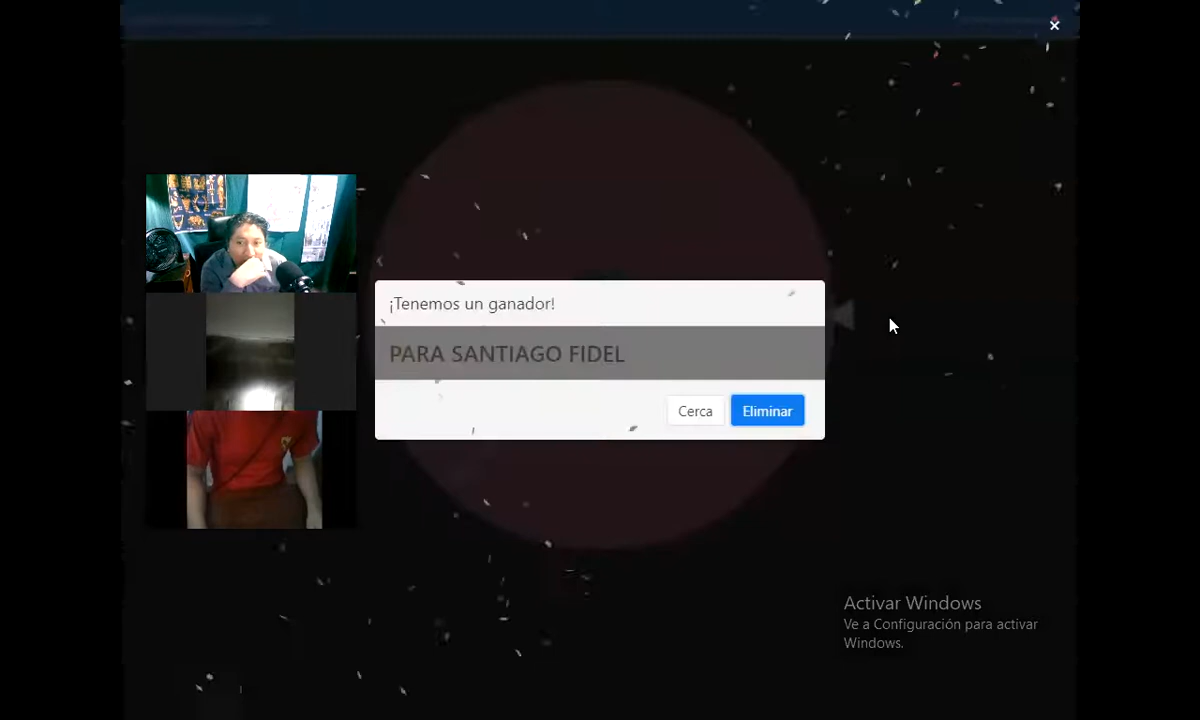 ¡Tenemos un ganador!
PARA SANTIAGO FIDEL
Cerca
Eliminar
Activar Windows
Ve a Configuración para activar
Windows.